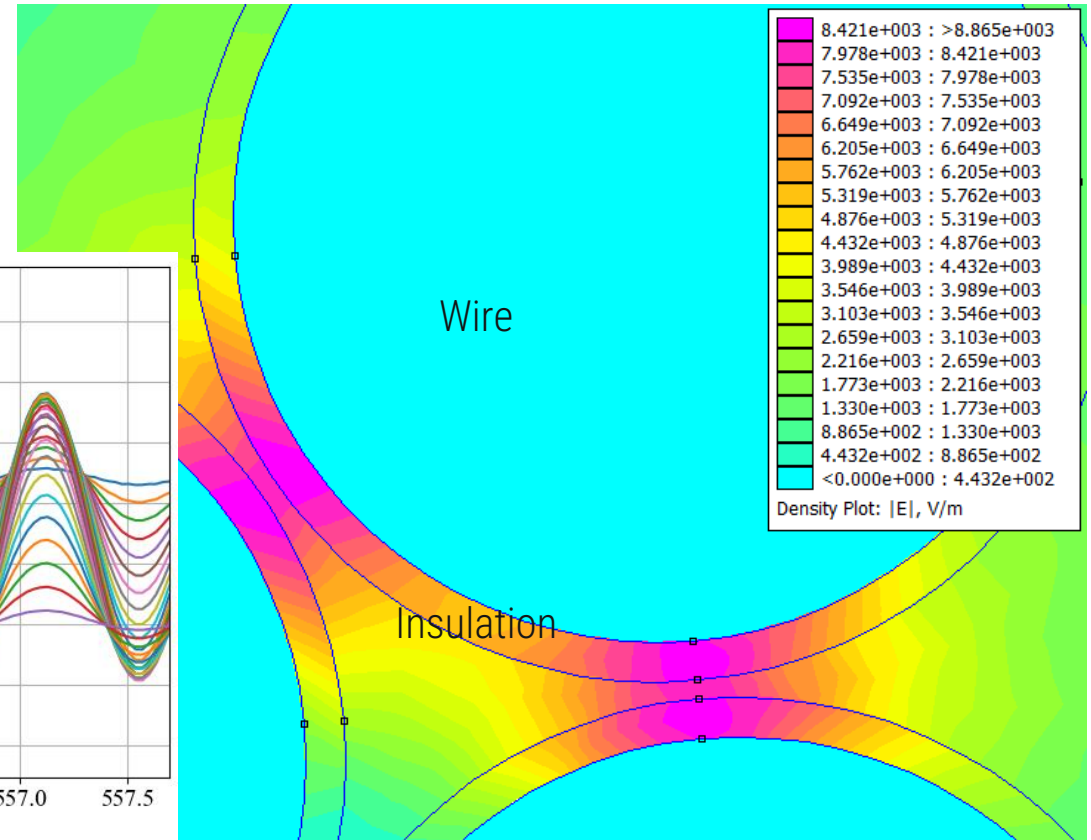 8.421e+003 : >8.865e+003
7.978e+003 : 8.421e+003
7.535e+003 : 7.978e+003
7.092e+003 : 7.535e+003
6.649e+003 : 7.092e+003
6.205e+003 : 6.649e+003
5.762e+003 : 6.205e+003
5.319e+003 : 5.762e+003
4.876e+003 : 5.319e+003
4.432e+003 : 4.876e+003
3.989e+003 : 4.432e+003
3.546e+003 : 3.989e+003
3.103e+003 : 3.546e+003
2.659e+003 : 3.103e+003
2.216e+003 : 2.659e+003
1.773e+003 : 2.216e+003
1.330e+003 : 1.773e+003
8.865e+002 : 1.330e+003
4.432e+002 : 8.865e+002
<0.000e+000 : 4.432e+002
Density Plot: |E|, V/m
Wire
Insulation
557.0 557.5